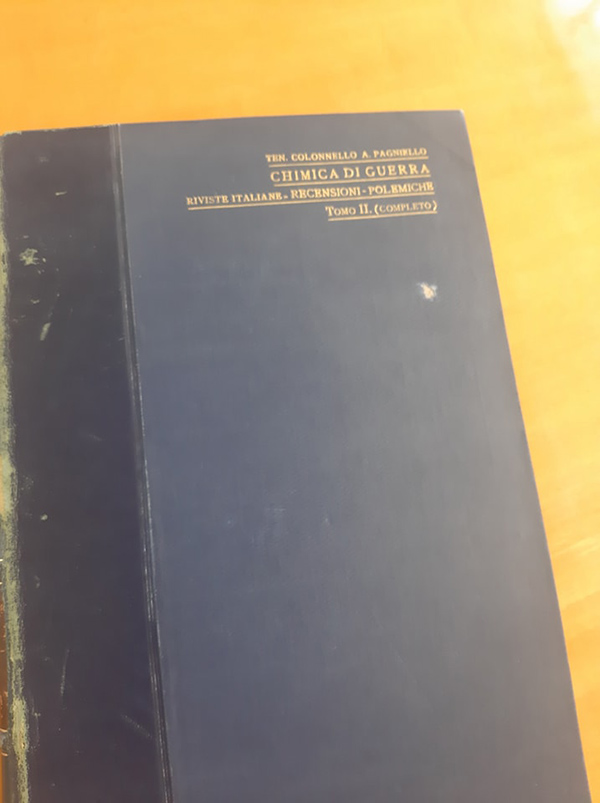 TEN. COLONNELLO A. PAGNIELLO
CHIMICA DI GUERRA
RIVISTE ITALIANE - RECENSIONI - POLEMICHE
TOMO II. (COMPLETO)